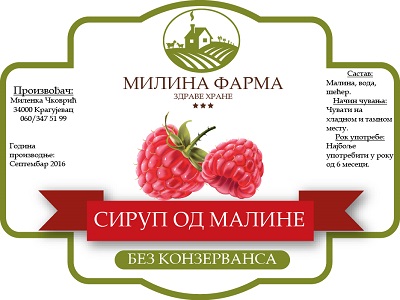 МИЛИНА ФАРМА
ЗДРАВЕ ХРАНЕ
Произвођач:
Миленка Чковрић
34000 Крагујевац
060/347 51 99
Година
производње:
Септембар 2016
Састав:
Малина, вода,
шећер.
Начин чувања:
Чувати на
хладном и тамном
месту.
Рок употребе:
Најбоље
употребити у року
од 6 месеци.
СИРУП ОД МАЛИНЕ
БЕЗ КОНЗЕРВАНСА